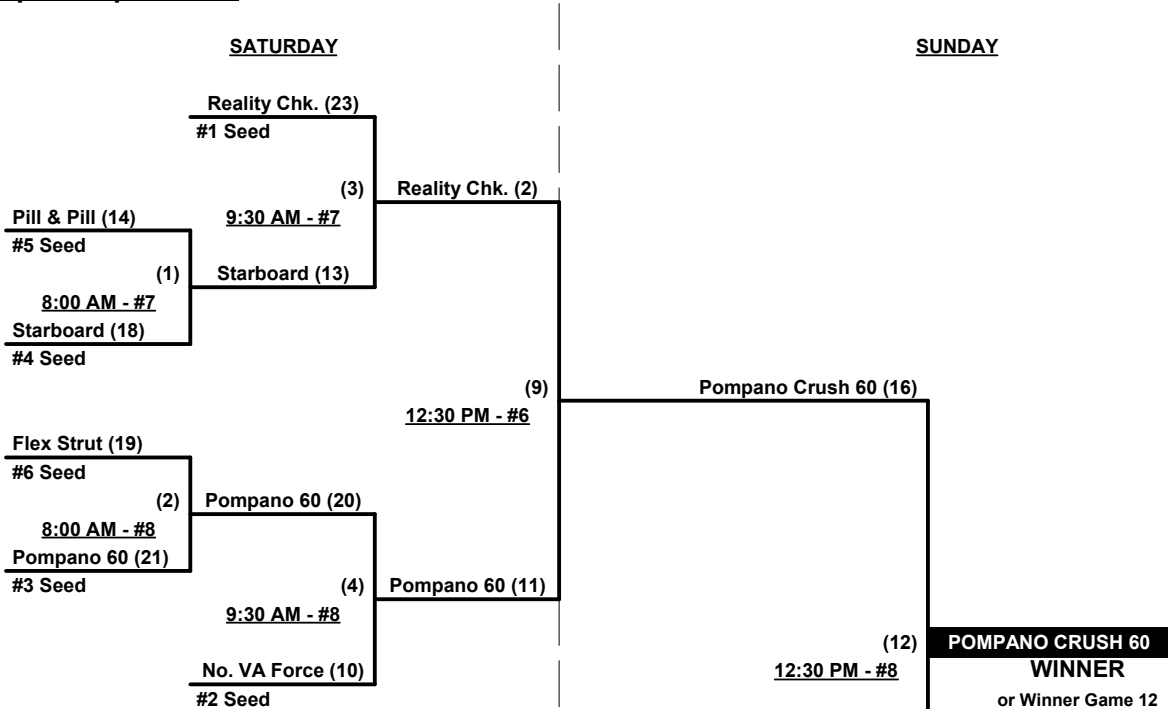 SATURDAY
SUNDAY
Reality Chk. (23)
#1 Seed
(3)
Reality Chk. (2)
9:30 AM - #7
Pill & Pill (14)
#5 Seed
(1)
Starboard (13)
8:00 AM - #7
Starboard (18)
#4 Seed
(9)
Pompano Crush 60 (16)
12:30 PM - #6
Flex Strut (19)
#6 Seed
(2)
Pompano 60 (20)
8:00 AM - #8
Pompano 60 (21)
#3 Seed
(4)
Pompano 60 (11)
9:30 AM - #8
(12)
POMPANO CRUSH 60
No. VA Force (10)
12:30 PM - #8
WINNER
#2 Seed
or Winner Game 12